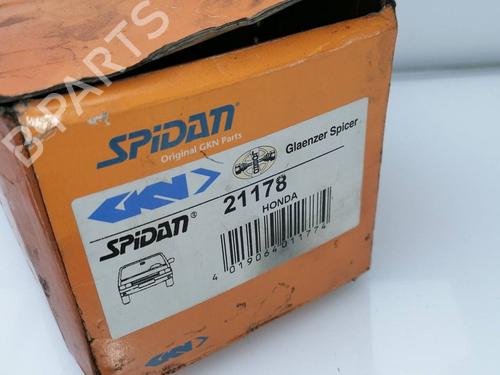 B-PARTS
SPiDAN
Original GKN Parts
GKN
Glaenzer Spicer
SPiDAN®
21178
HONDA
4 019064 011774
GKN